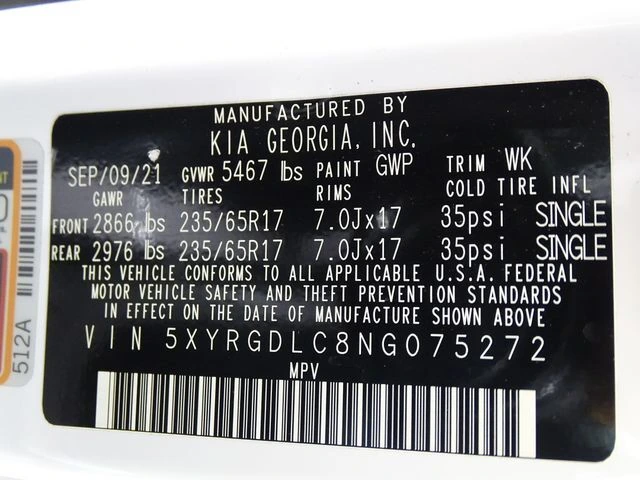 MANUFACTURED BY
KIA GEORGIA, INC.
SEP/09/21 GVWR 5467 lbs PAINT GWP TRIM WK
GAWR TIRES RIMS COLD TIRE INFL
FRONT 2866 lbs 235/65R17 7.0Jx17 35psi SINGLE
REAR 2976 lbs 235/65R17 7.0Jx17 35psi SINGLE
THIS VEHICLE CONFORMS TO ALL APPLICABLE U.S.A. FEDERAL
MOTOR VEHICLE SAFETY AND THEFT PREVENTION STANDARDS
IN EFFECT ON THE DATE OF MANUFACTURE SHOWN ABOVE
VIN 5XYRGDLC8NG075272
MPV
512A